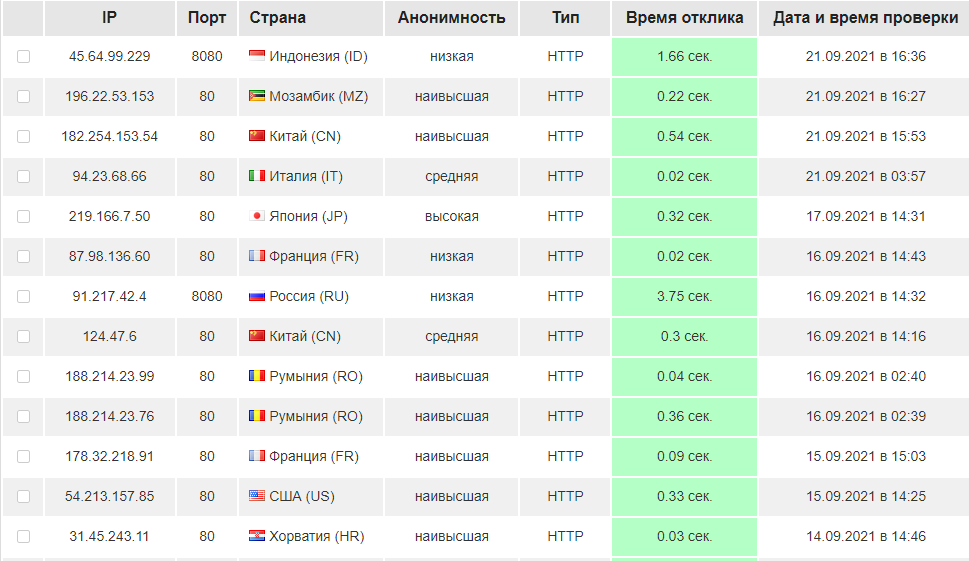 IP Порт Страна Анонимность Тип Время отклика Дата и время проверки
45.64.99.229 8080 Индонезия (ID) низкая HTTP 1.66 сек. 21.09.2021 в 16:36
196.22.53.153 80 Мозамбик (MZ) наивысшая HTTP 0.22 сек. 21.09.2021 в 16:27
182.254.153.54 80 Китай (CN) наивысшая HTTP 0.54 сек. 21.09.2021 в 15:53
94.23.68.66 80 Италия (IT) средняя HTTP 0.02 сек. 21.09.2021 в 03:57
219.166.7.50 80 Япония (JP) высокая HTTP 0.32 сек. 17.09.2021 в 14:31
87.98.136.60 80 Франция (FR) низкая HTTP 0.02 сек. 16.09.2021 в 14:43
91.217.42.4 8080 Россия (RU) низкая HTTP 3.75 сек. 16.09.2021 в 14:32
124.47.6 80 Китай (CN) средняя HTTP 0.3 сек. 16.09.2021 в 14:16
188.214.23.99 80 Румыния (RO) наивысшая HTTP 0.04 сек. 16.09.2021 в 02:40
188.214.23.76 80 Румыния (RO) наивысшая HTTP 0.36 сек. 16.09.2021 в 02:39
178.32.218.91 80 Франция (FR) наивысшая HTTP 0.09 сек. 15.09.2021 в 15:03
54.213.157.85 80 США (US) наивысшая HTTP 0.33 сек. 15.09.2021 в 14:25
31.45.243.11 80 Хорватия (HR) наивысшая HTTP 0.03 сек. 14.09.2021 в 14:46